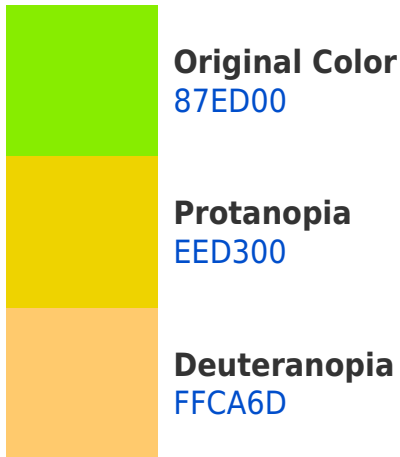 Original Color
87ED00
Protanopia
EED300
Deuteranopia
FFCA6D